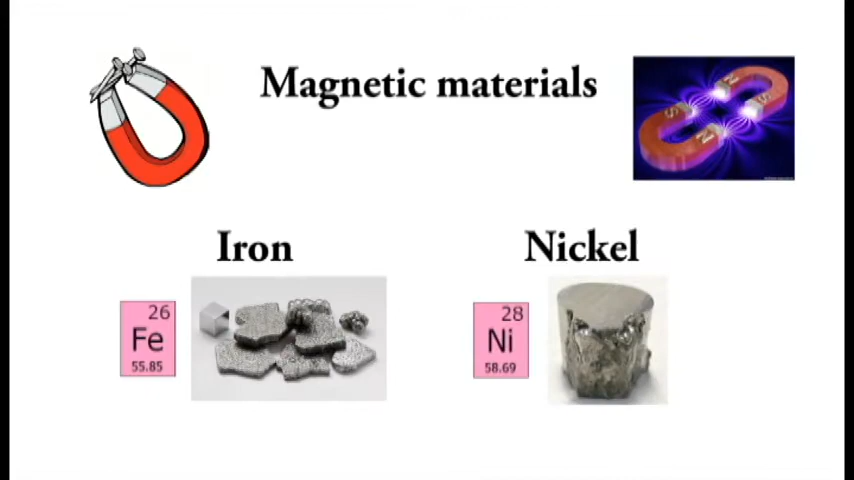 Magnetic materials
N
S
S
N
Iron
Nickel
26
Fe
55.85
28
Ni
58.69